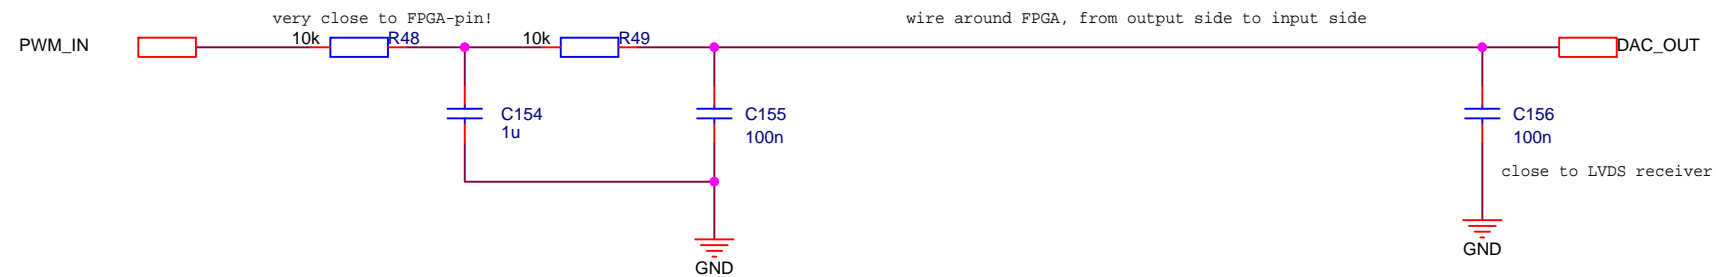 very close to FPGA-pin!
wire around FPGA, from output side to input side
PWM_IN
10k
R48
10k
R49
DAC_OUT
C154
1u
C155
100n
C156
100n
close to LVDS receiver
GND
GND